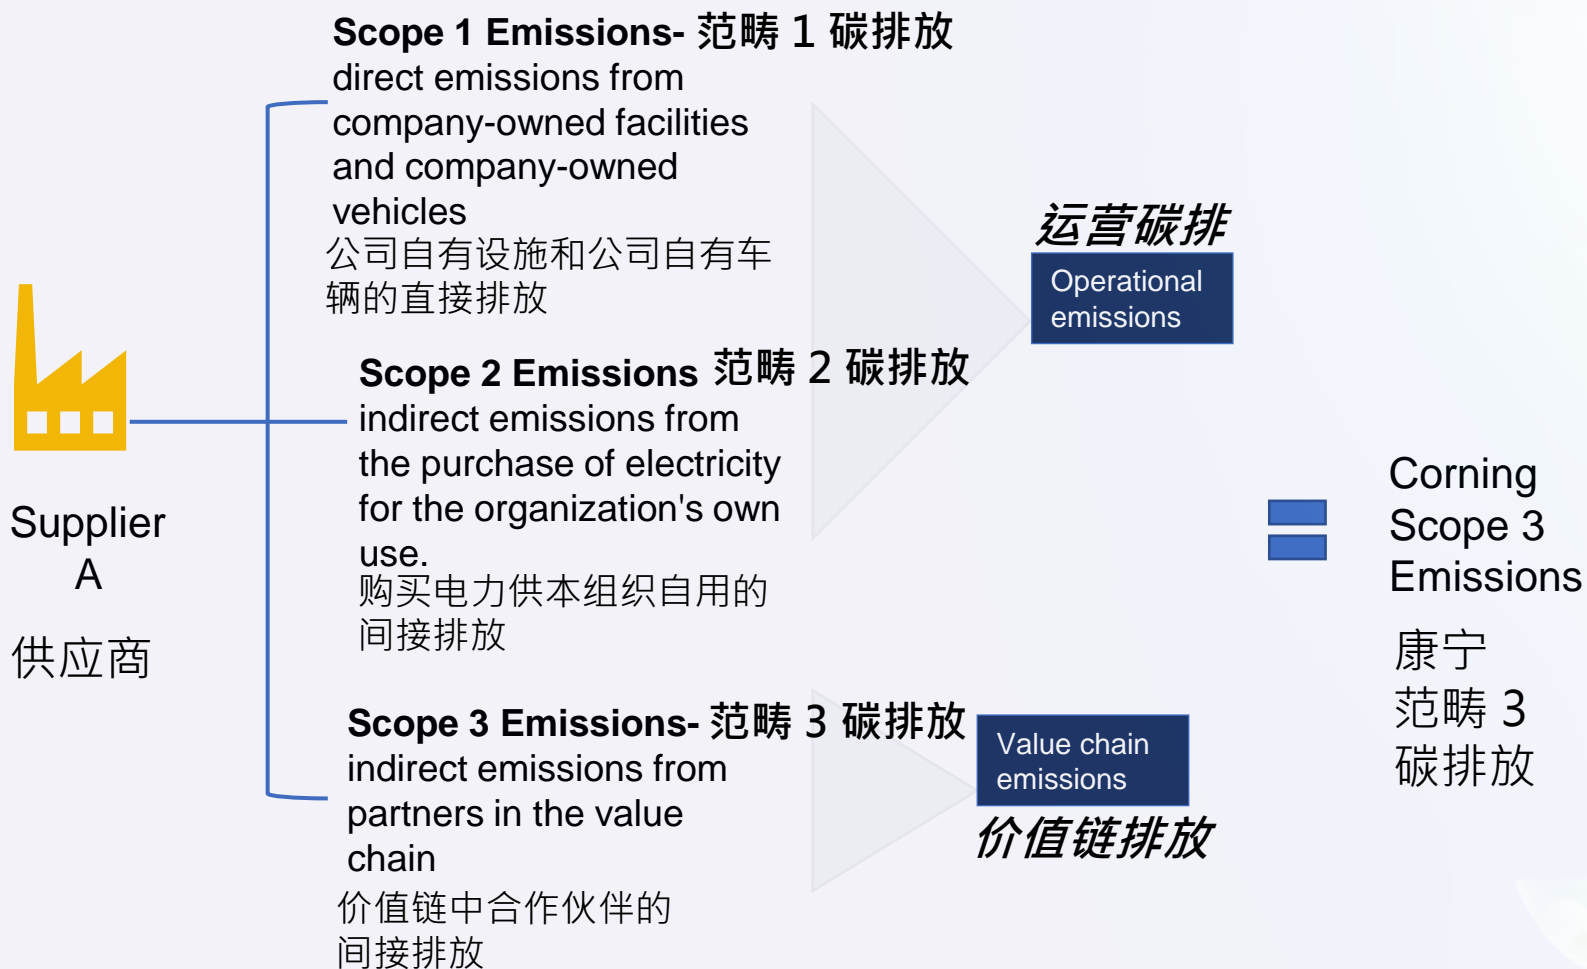 Scope 1 Emissions- 范畴 1 碳排放
direct emissions from
company-owned facilities
and company-owned
vehicles
公司自有设施和公司自有车
辆的直接排放
运营碳排
Operational
emissions
Scope 2 Emissions 范畴 2 碳排放
indirect emissions from
the purchase of electricity
for the organization's own
use.
购买电力供本组织自用的
间接排放
Supplier
A
供应商
Scope 3 Emissions- 范畴 3 碳排放
indirect emissions from
partners in the value
chain
价值链中合作伙伴的
间接排放
Value chain
emissions
价值链排放
Corning
Scope 3
Emissions
康宁
范畴 3
碳排放